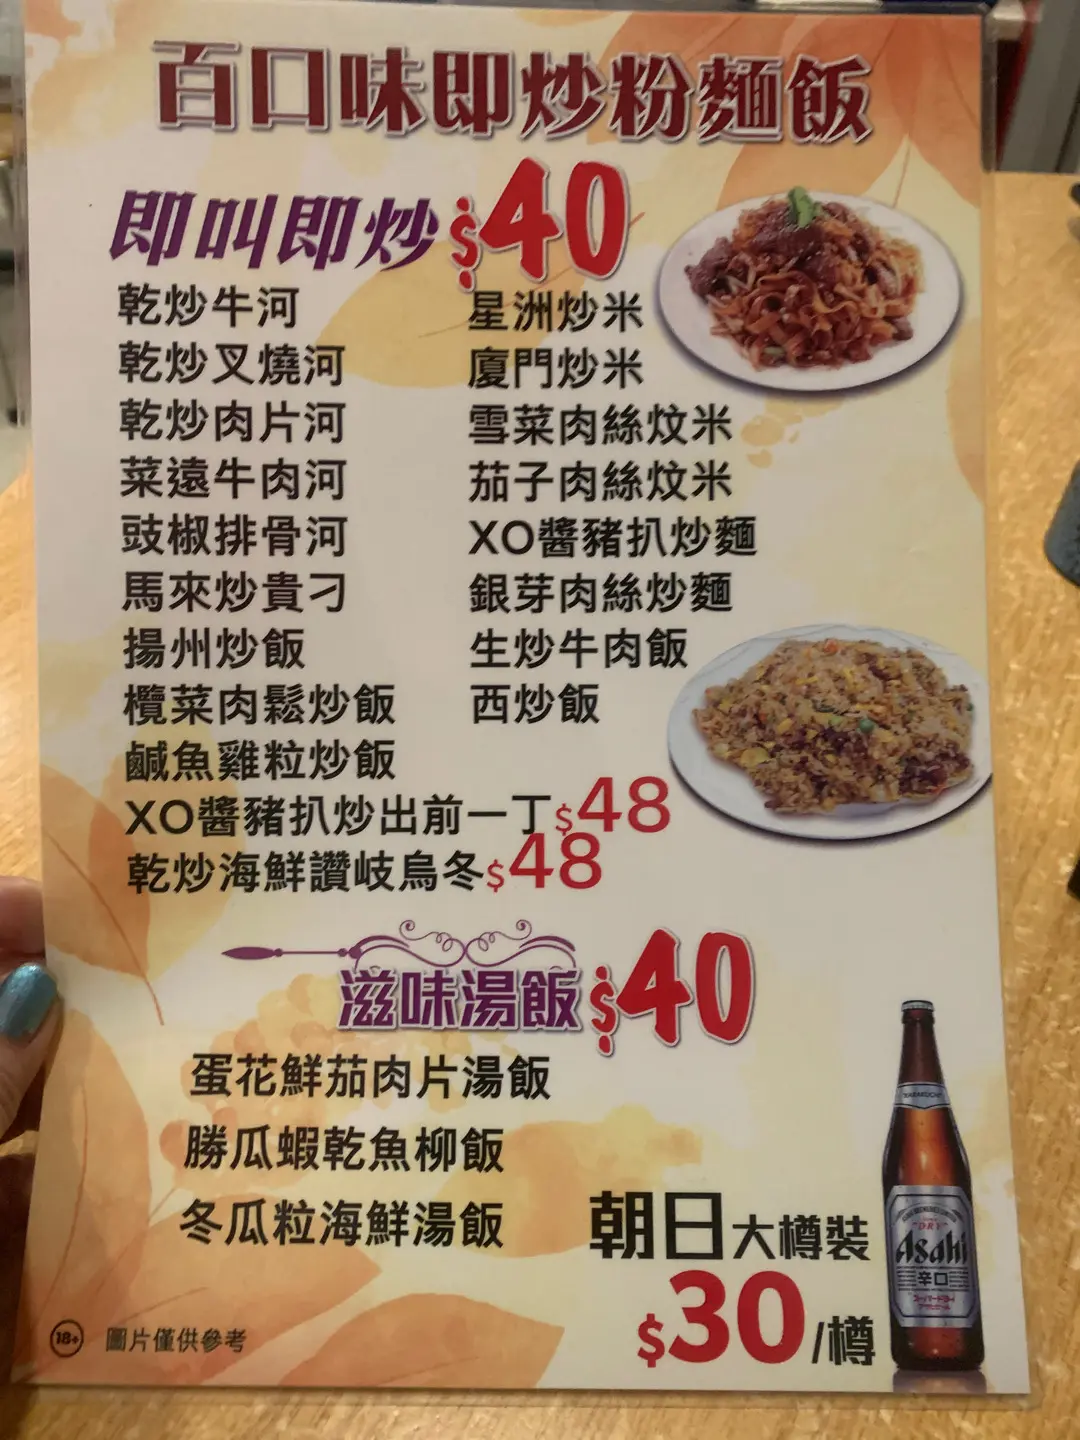 百口味即炒粉麵飯
即叫即炒 $40
乾炒牛河
乾炒叉燒河
乾炒肉片河
菜遠牛肉河
豉椒排骨河
馬來炒貴刁
揚州炒飯
欖菜肉鬆炒飯
鹹魚雞粒炒飯
星洲炒米
廈門炒米
雪菜肉絲炆米
茄子肉絲炆米
XO醬豬扒炒麵
銀芽肉絲炒麵
生炒牛肉飯
西炒飯
XO醬豬扒炒出前一丁$48
乾炒海鮮讚岐烏冬$48
滋味湯飯 $40
蛋花鮮茄肉片湯飯
勝瓜蝦乾魚柳飯
冬瓜粒海鮮湯飯
朝日大樽裝
$30/樽
"DRY"
Asahi
辛口
18+ 圖片僅供參考